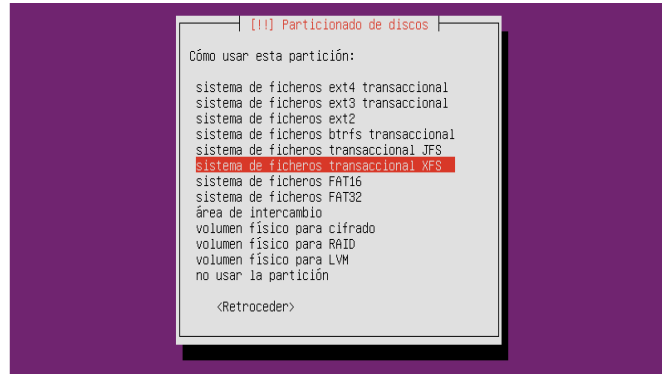 [!!] Particionado de discos
Cómo usar esta partición:
sistema de ficheros ext4 transaccional
sistema de ficheros ext3 transaccional
sistema de ficheros ext2
sistema de ficheros btrfs transaccional
sistema de ficheros transaccional JFS
sistema de ficheros transaccional XFS
sistema de ficheros FAT16
sistema de ficheros FAT32
área de intercambio
volumen físico para cifrado
volumen físico para RAID
volumen físico para LVM
no usar la partición
<Retroceder>